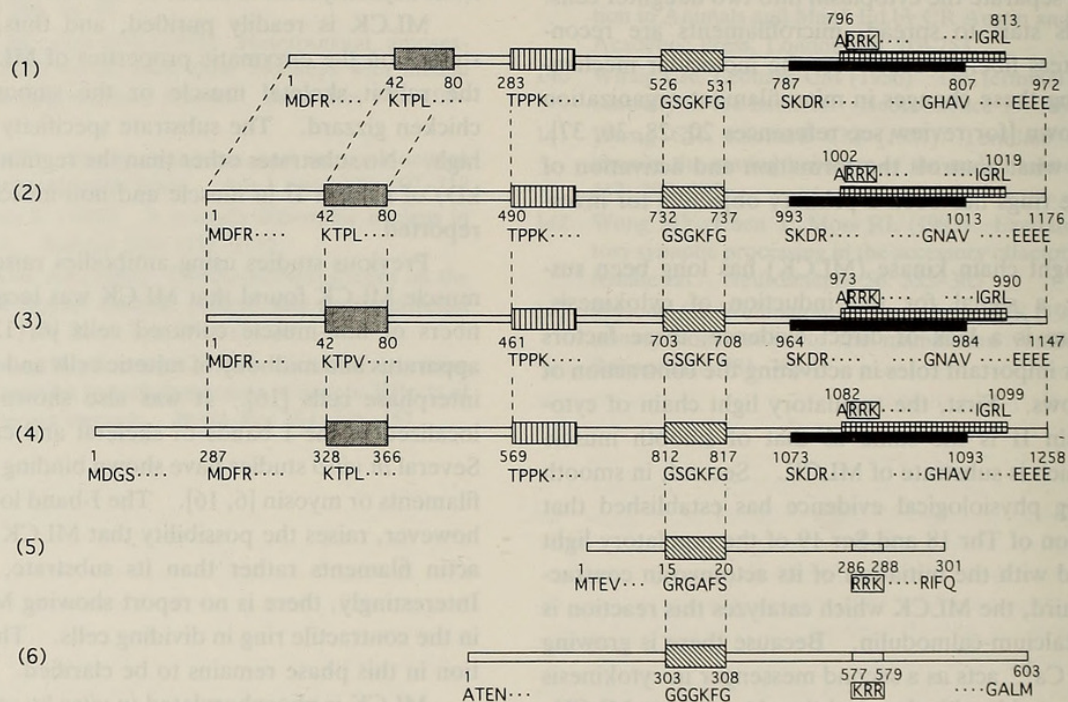 796 813
ARRK···· ····IGRL
(1)
1 42 80 283 526 531 787 807 972
MDFR···· KTPL··· TPPK···· GSGKFG SKDR··· ···GHAV EEEE
1002 1019
ARRK···· ····IGRL
(2)
1 42 80 490 732 737 993 1013 1176
MDFR···· KTPL··· TPPK···· GSGKFG SKDR···· ···GNAV EEEE
973 990
ARRK···· ····IGRL
(3)
1 42 80 461 703 708 964 984 1147
MDFR···· KTPV··· TPPK···· GSGKFG SKDR···· ···GNAV EEEE
1082 1099
ARRK···· ····IGRL
(4)
1 287 328 366 569 812 817 1073 1093 1258
MDGS···· MDFR···· KTPL··· TPPK···· GSGKFG SKDR···· ···GHAV EEEE
(5)
1 15 20 286 288 301
MTEV···· GRGAFS RRK ···RIFQ
(6)
1 303 308 577 579 603
ATEN··· GGGKFG KRR ····GALM